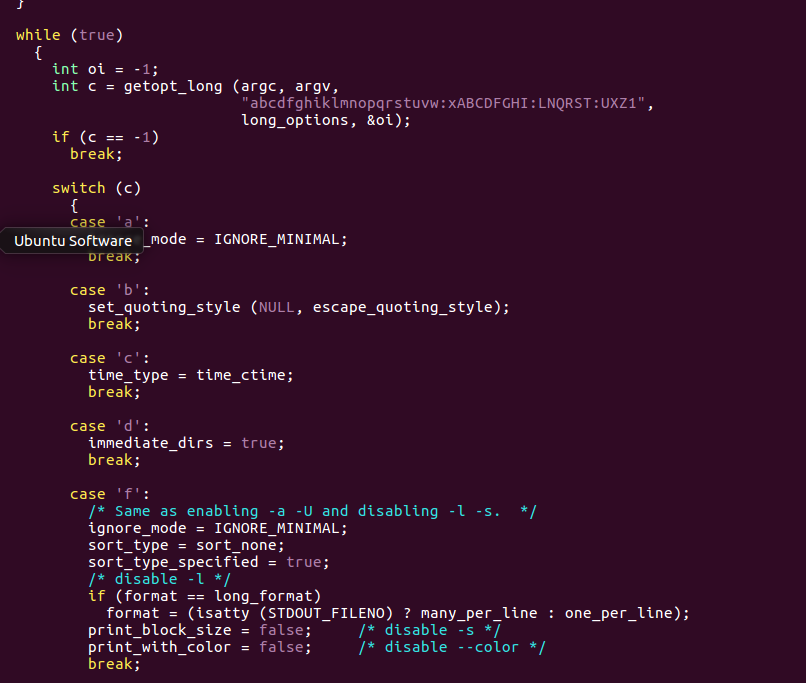 }
while (true)
  {
    int oi = -1;
    int c = getopt_long (argc, argv,
                         "abcdfghiklmnopqrstuvw:xABCDFGHI:LNQRST:UXZ1",
                         long_options, &oi);
    if (c == -1)
      break;

    switch (c)
      {
      case 'a':
Ubuntu Software _mode = IGNORE_MINIMAL;
        break;

      case 'b':
        set_quoting_style (NULL, escape_quoting_style);
        break;

      case 'c':
        time_type = time_ctime;
        break;

      case 'd':
        immediate_dirs = true;
        break;

      case 'f':
        /* Same as enabling -a -U and disabling -l -s.  */
        ignore_mode = IGNORE_MINIMAL;
        sort_type = sort_none;
        sort_type_specified = true;
        /* disable -l */
        if (format == long_format)
          format = (isatty (STDOUT_FILENO) ? many_per_line : one_per_line);
        print_block_size = false;     /* disable -s */
        print_with_color = false;     /* disable --color */
        break;